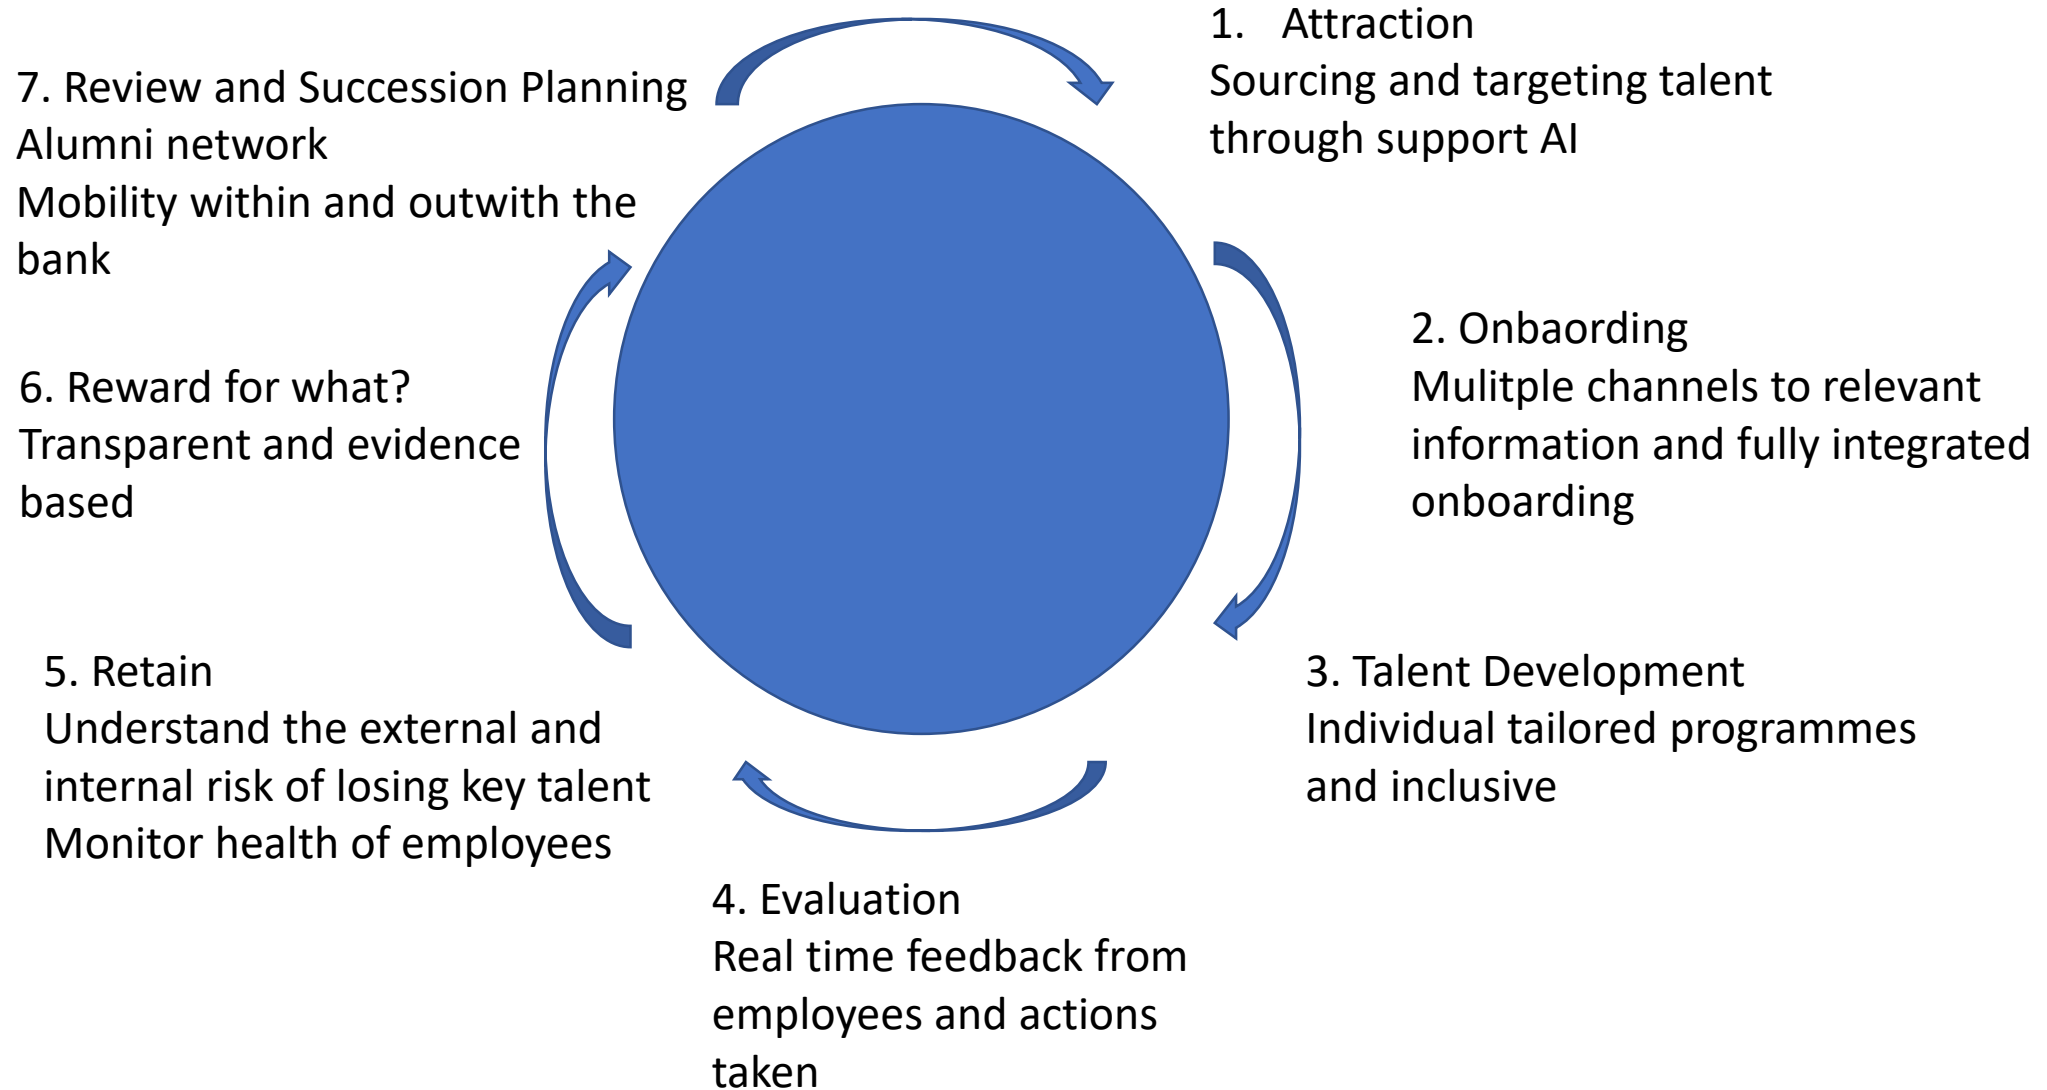 1. Attraction
Sourcing and targeting talent
through support AI
2. Onbaording
Mulitple channels to relevant
information and fully integrated
onboarding
3. Talent Development
Individual tailored programmes
and inclusive
4. Evaluation
Real time feedback from
employees and actions
taken
5. Retain
Understand the external and
internal risk of losing key talent
Monitor health of employees
6. Reward for what?
Transparent and evidence
based
7. Review and Succession Planning
Alumni network
Mobility within and outwith the
bank